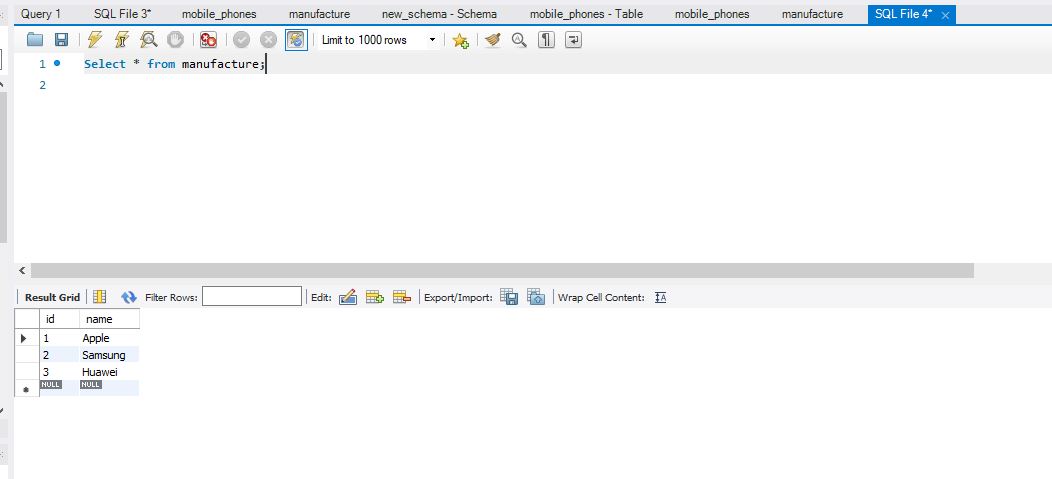 Query 1 SQL File 3* mobile_phones manufacture new_schema - Schema mobile_phones - Table mobile_phones manufacture SQL File 4*
Limit to 1000 rows
1 Select * from manufacture;
2
Result Grid Filter Rows: Edit: Export/Import: Wrap Cell Content:
id name
1 Apple
2 Samsung
3 Huawei
NULL NULL